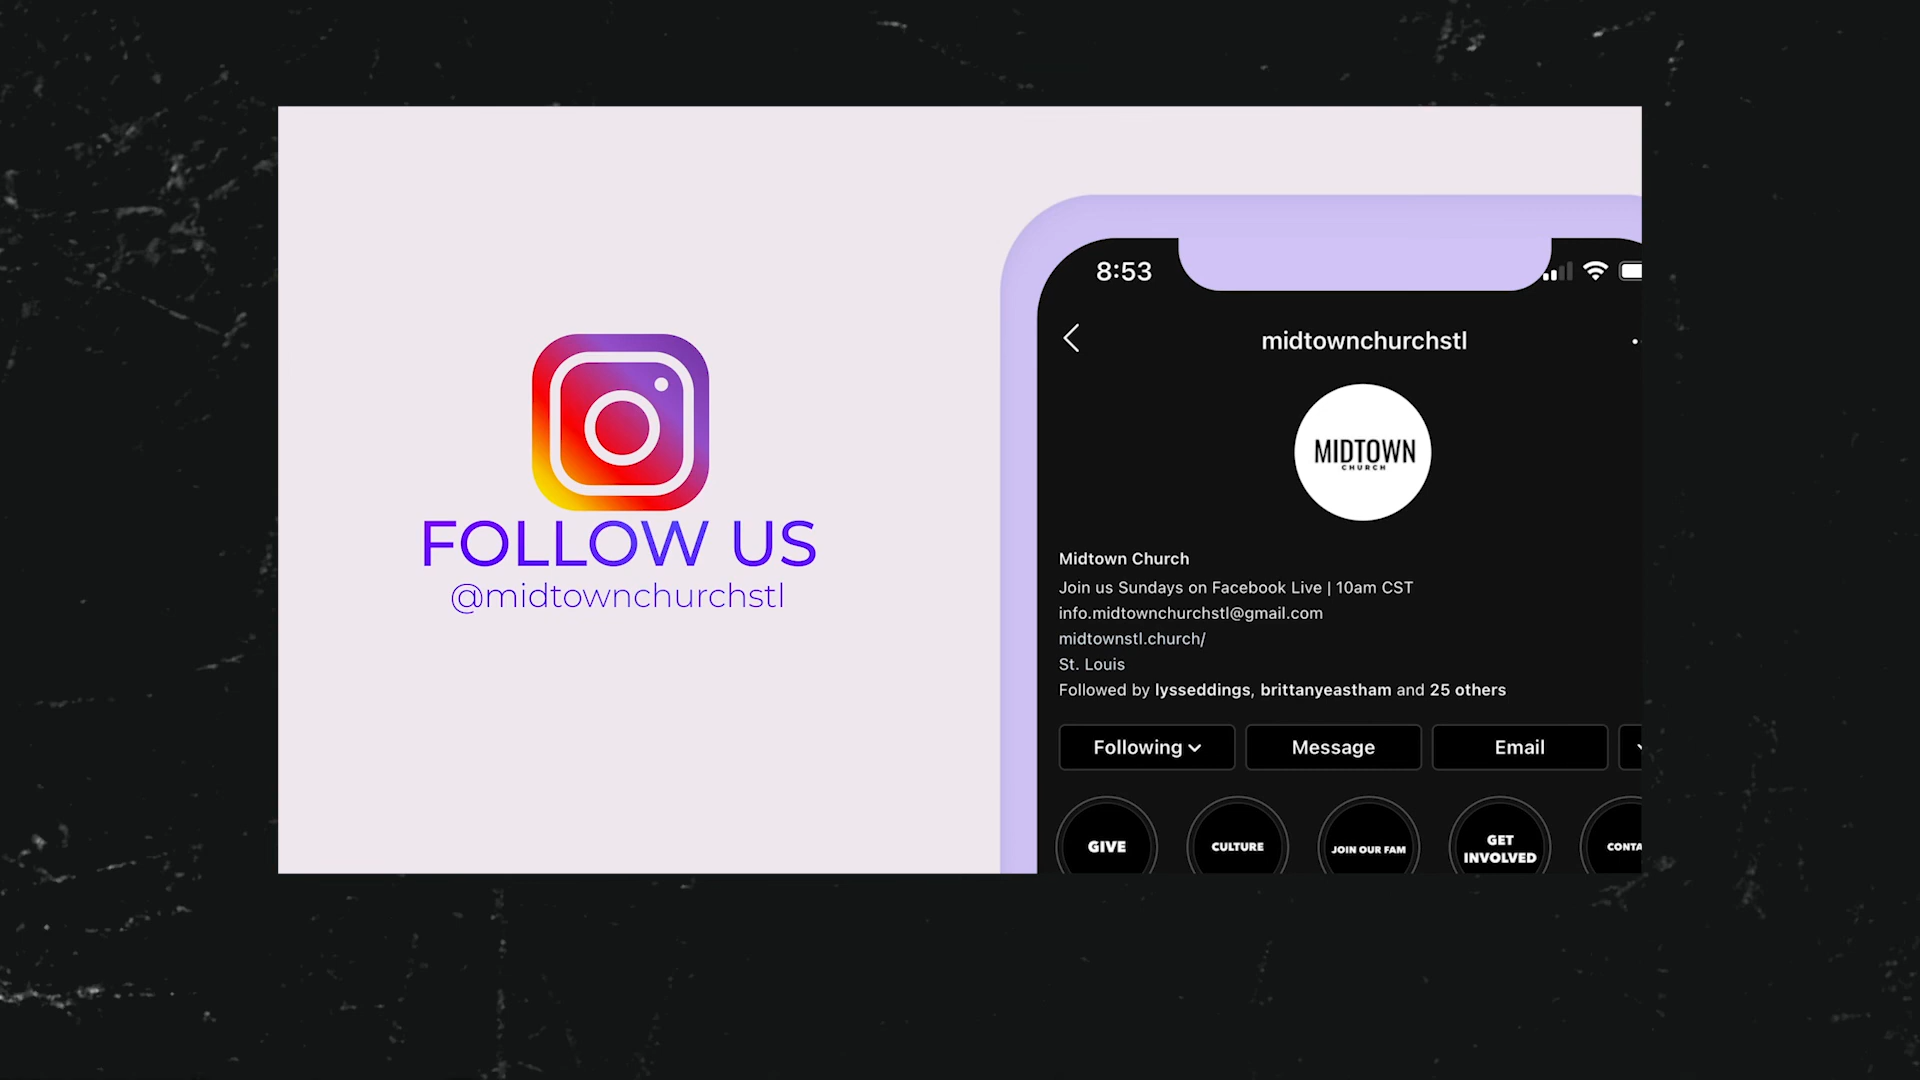 FOLLOW US
@midtownchurchstl
8:53
midtownchurchstl
MIDTOWN
CHURCH
Midtown Church
Join us Sundays on Facebook Live | 10am CST
info.midtownchurchstl@gmail.com
midtownstl.church/
St. Louis
Followed by lysseddings, brittanyeastham and 25 others
Following
Message
Email
GIVE
CULTURE
JOIN OUR FAM
GET
INVOLVED
CONTA